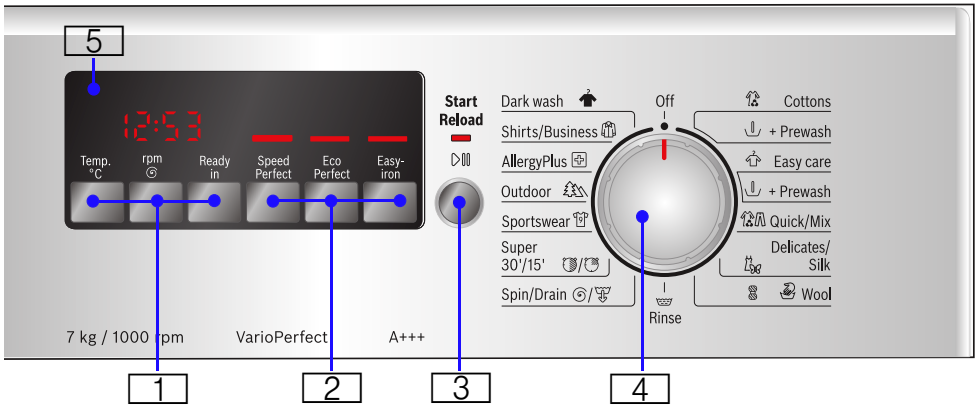 5
12:53
Temp.
°C
rpm
Ready
in
Speed
Perfect
Eco
Perfect
Easy-
iron
Start
Reload
Dark wash
Shirts/Business
AllergyPlus
Outdoor
Sportswear
Super
30'/15'
/
Spin/Drain /
Off
Rinse
Cottons
+ Prewash
Easy care
+ Prewash
Quick/Mix
Delicates/
Silk
Wool
7 kg / 1000 rpm
VarioPerfect
A+++
1
2
3
4